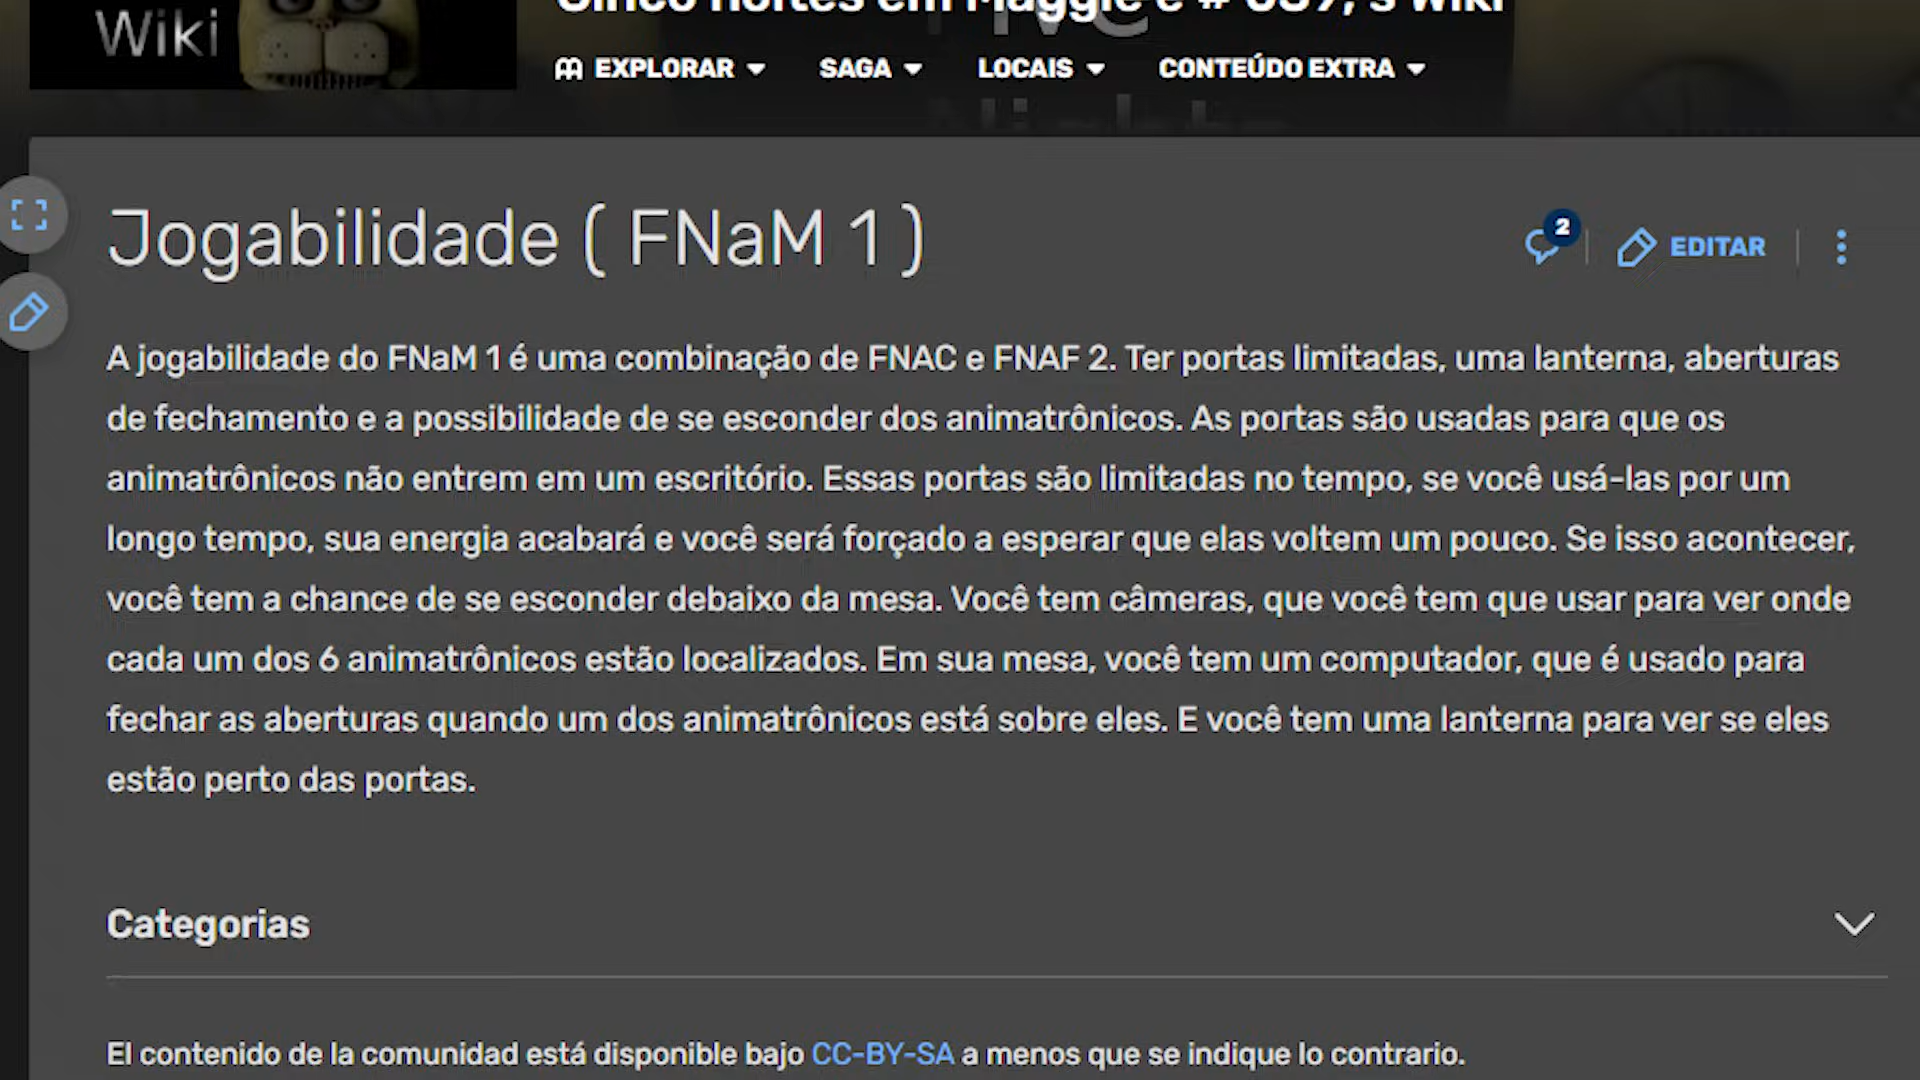 Cinco noites em Maggie e # 039; s wiki
Wiki
EXPLORAR
SAGA
LOCAIS
CONTEÚDO EXTRA
Jogabilidade ( FNaM 1 )
2
EDITAR
A jogabilidade do FNaM 1 é uma combinação de FNAC e FNAF 2. Ter portas limitadas, uma lanterna, aberturas
de fechamento e a possibilidade de se esconder dos animatrônicos. As portas são usadas para que os
animatrônicos não entrem em um escritório. Essas portas são limitadas no tempo, se você usá-las por um
longo tempo, sua energia acabará e você será forçado a esperar que elas voltem um pouco. Se isso acontecer,
você tem a chance de se esconder debaixo da mesa. Você tem câmeras, que você tem que usar para ver onde
cada um dos 6 animatrônicos estão localizados. Em sua mesa, você tem um computador, que é usado para
fechar as aberturas quando um dos animatrônicos está sobre eles. E você tem uma lanterna para ver se eles
estão perto das portas.
Categorias
El contenido de la comunidad está disponible bajo CC-BY-SA a menos que se indique lo contrario.